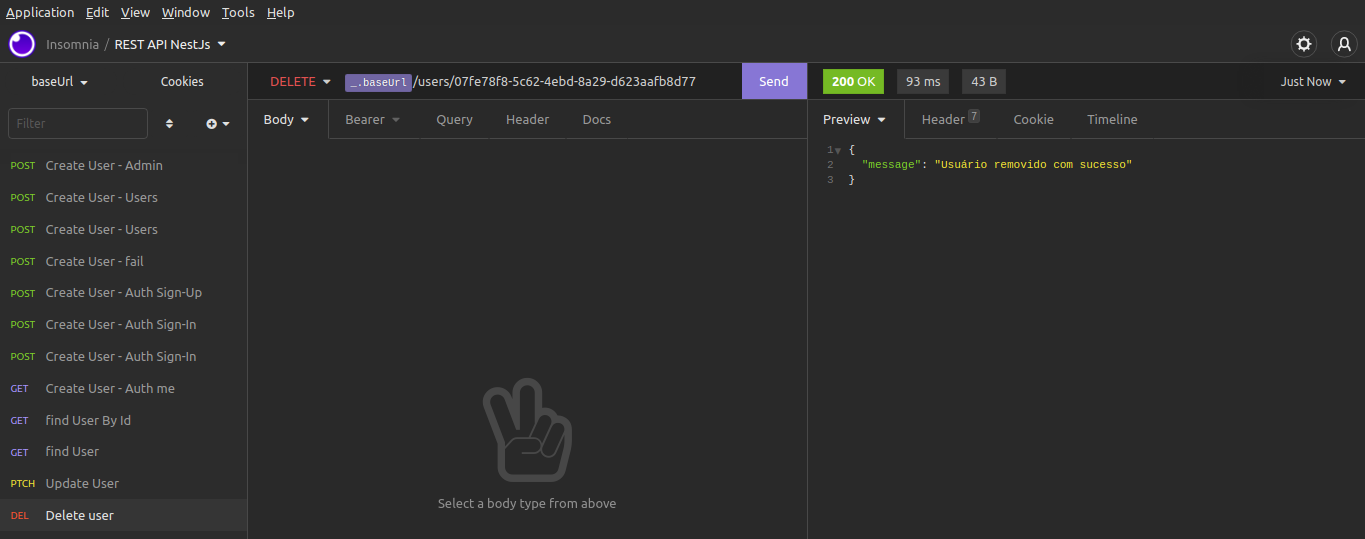 Application Edit View Window Tools Help
Insomnia / REST API NestJs
baseUrl Cookies
DELETE _.baseUrl /users/07fe78f8-5c62-4ebd-8a29-d623aafb8d77 Send
200 OK 93 ms 43 B Just Now
Filter
Body Bearer Query Header Docs
Preview Header 7 Cookie Timeline
POST Create User - Admin
POST Create User - Users
POST Create User - Users
POST Create User - fail
POST Create User - Auth Sign-Up
POST Create User - Auth Sign-In
POST Create User - Auth Sign-In
GET Create User - Auth me
GET find User By Id
GET find User
PTCH Update User
DEL Delete user
Select a body type from above
1 {
2 "message": "Usuário removido com sucesso"
3 }